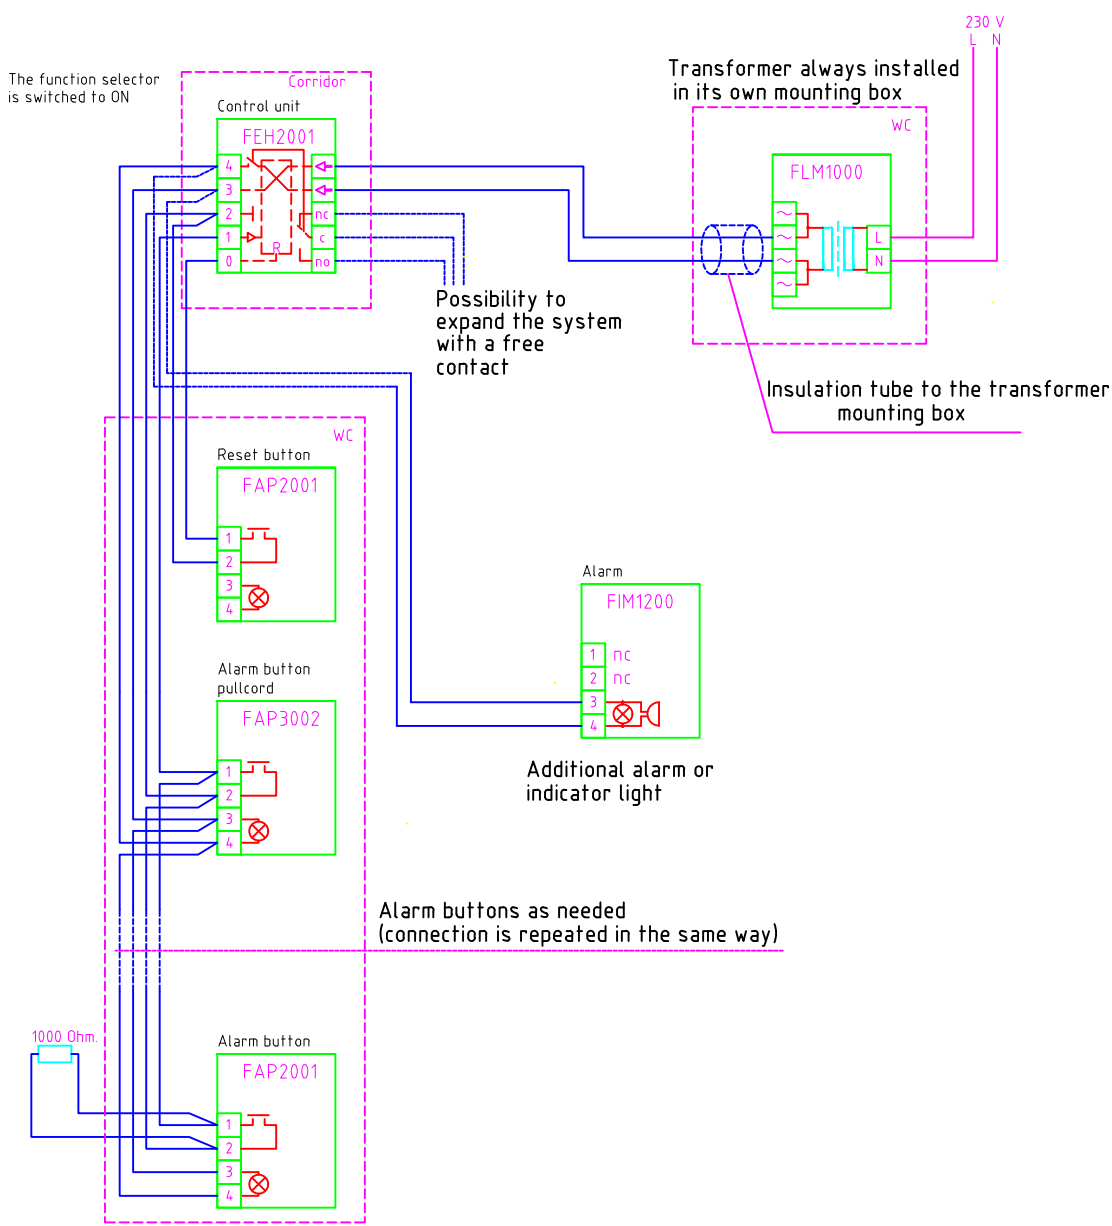 230 V
L N
The function selector
is switched to ON
Corridor
Control unit
FEH2001
4
3
2
1
0
R
nc
c
no
Transformer always installed
in its own mounting box
WC
FLM1000
~
~
~
~
L
N
Possibility to
expand the system
with a free
contact
Insulation tube to the transformer
mounting box
WC
Reset button
FAP2001
1
2
3
4
Alarm
FIM1200
1 nc
2 nc
3
4
Additional alarm or
indicator light
Alarm button
pullcord
FAP3002
1
2
3
4
Alarm buttons as needed
(connection is repeated in the same way)
1000 Ohm.
Alarm button
FAP2001
1
2
3
4